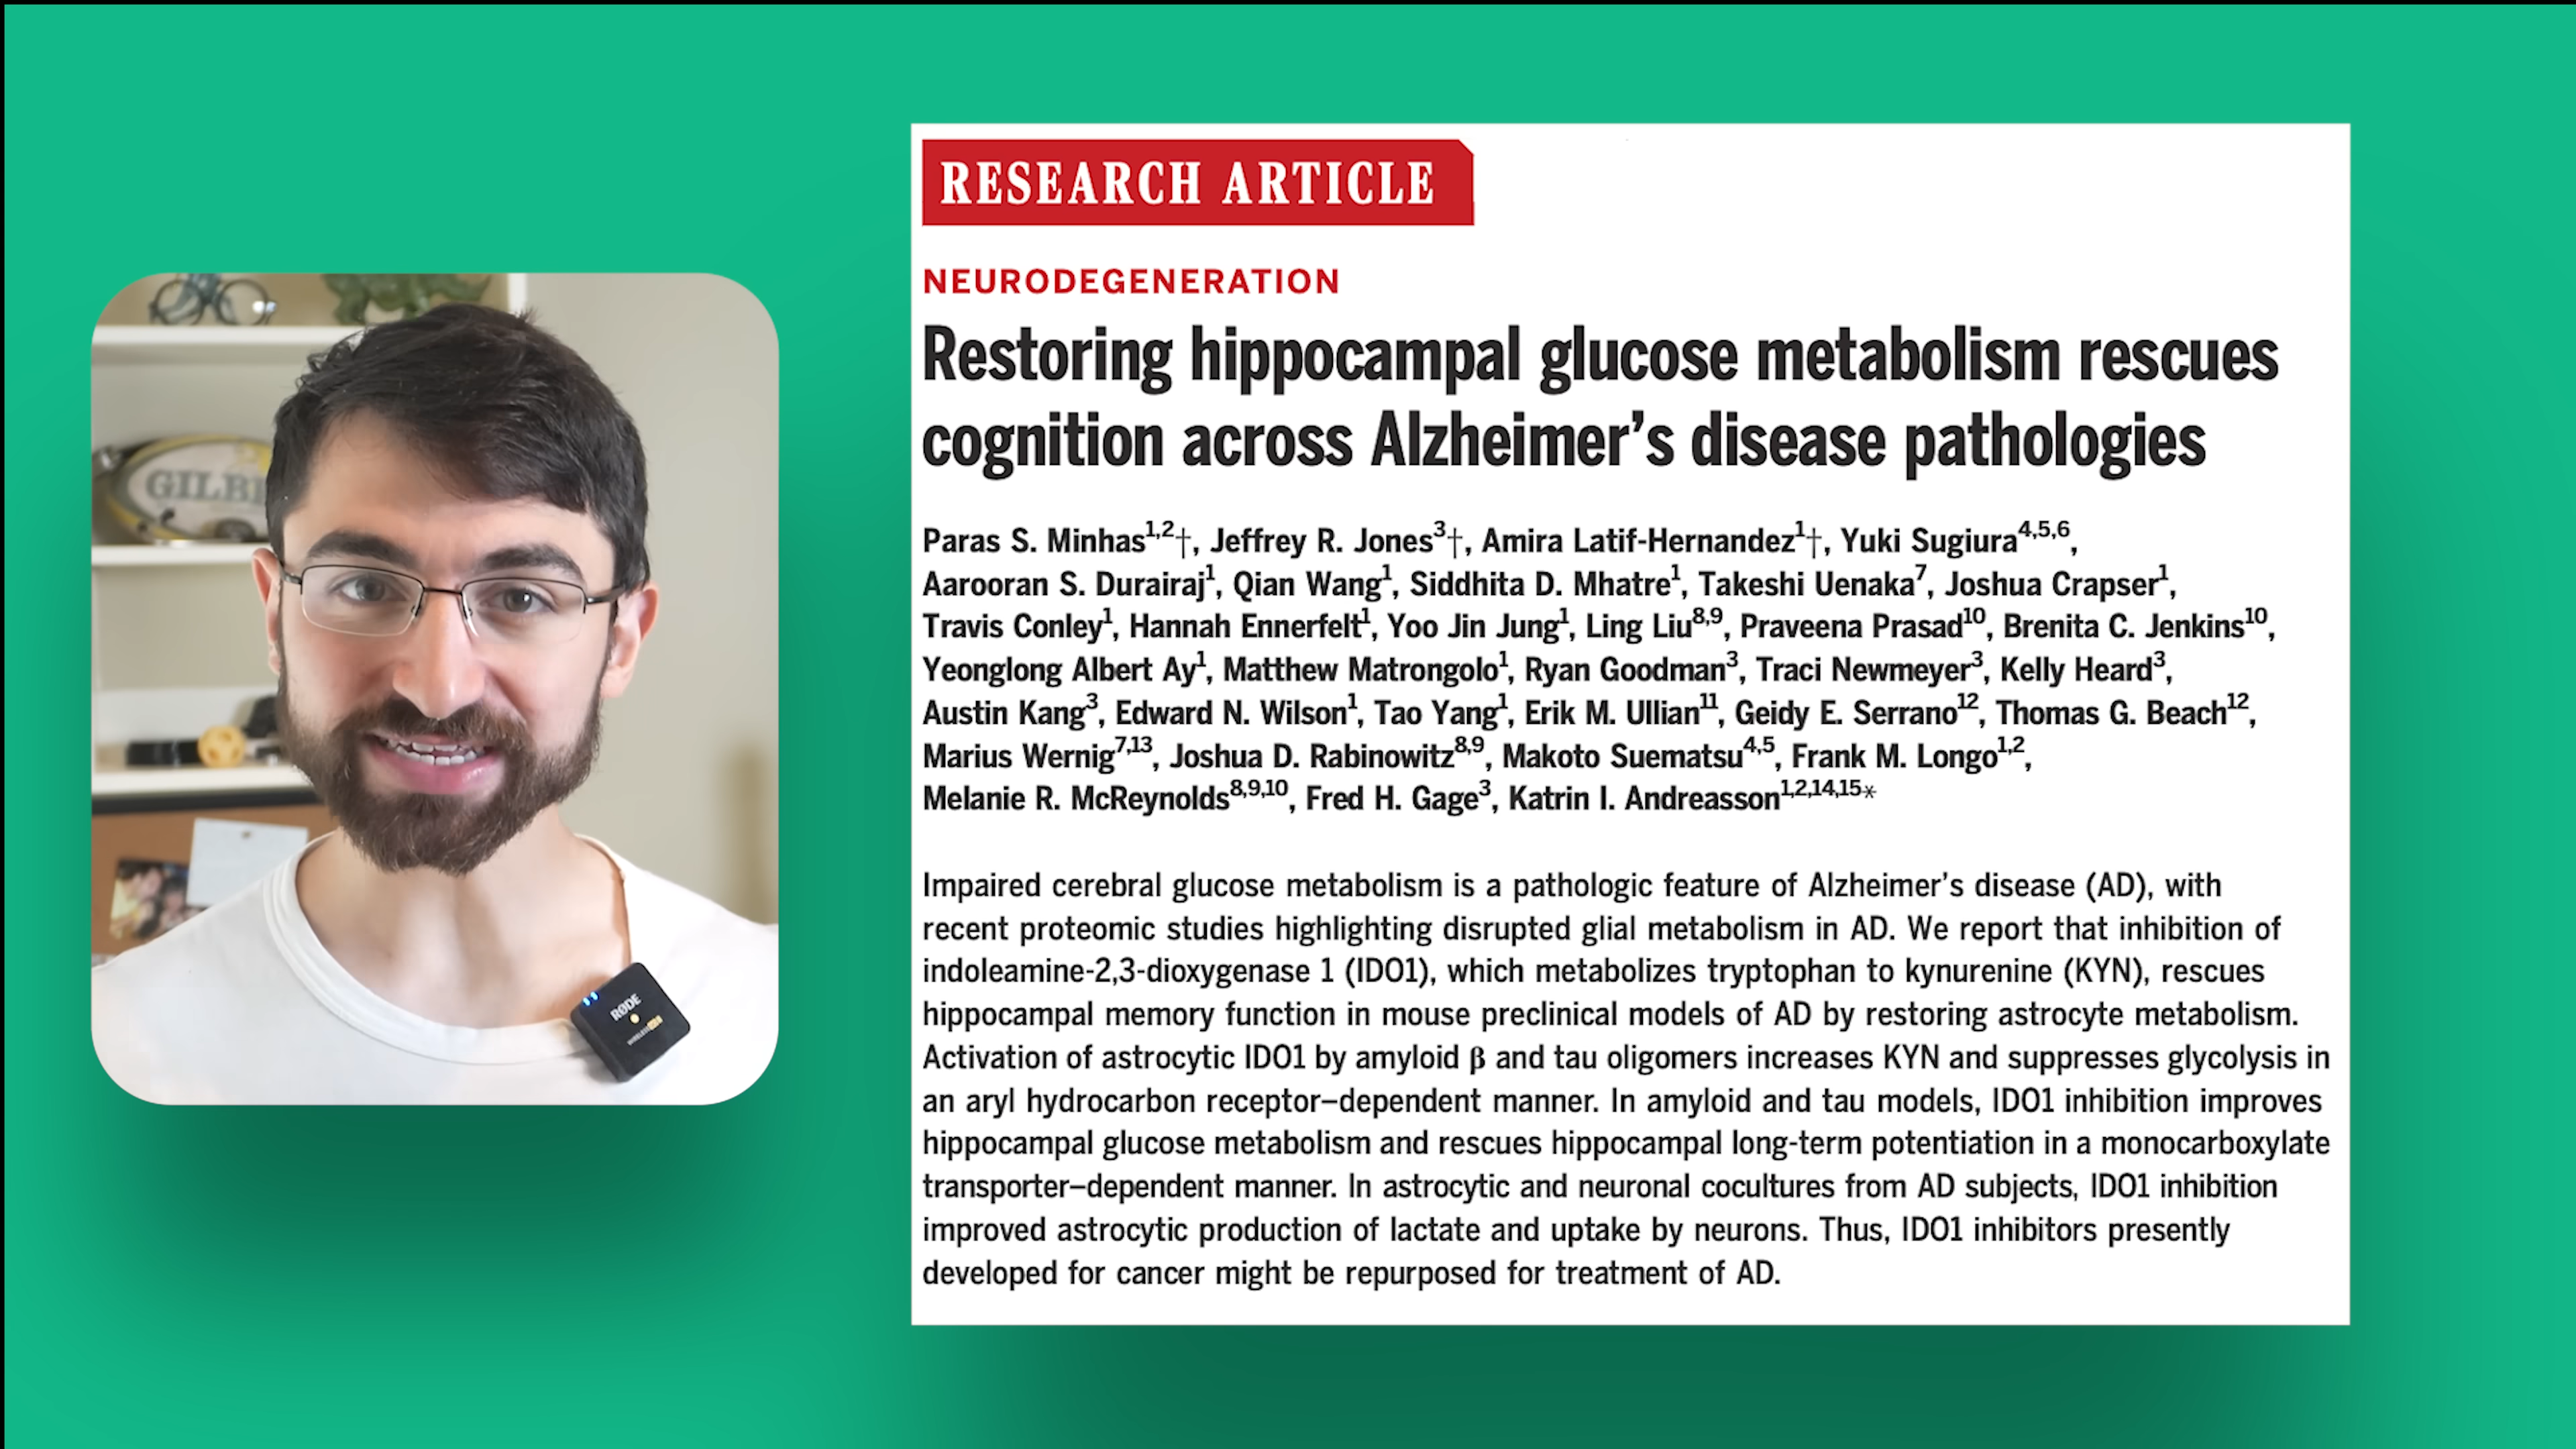 RESEARCH ARTICLE
NEURODEGENERATION
Restoring hippocampal glucose metabolism rescues
cognition across Alzheimer’s disease pathologies
Paras S. Minhas1,2†, Jeffrey R. Jones3†, Amira Latif-Hernandez1†, Yuki Sugiura4,5,6,
Aarooran S. Durairaj1, Qian Wang1, Siddhita D. Mhatre1, Takeshi Uenaka7, Joshua Crapser1,
Travis Conley1, Hannah Ennerfelt1, Yoo Jin Jung1, Ling Liu8,9, Praveena Prasad10, Brenita C. Jenkins10,
Yeonglong Albert Ay1, Matthew Matrongolo1, Ryan Goodman3, Traci Newmeyer3, Kelly Heard3,
Austin Kang3, Edward N. Wilson1, Tao Yang1, Erik M. Ullian11, Geidy E. Serrano12, Thomas G. Beach12,
Marius Wernig7,13, Joshua D. Rabinowitz8,9, Makoto Suematsu4,5, Frank M. Longo1,2,
Melanie R. McReynolds8,9,10, Fred H. Gage3, Katrin I. Andreasson1,2,14,15*
Impaired cerebral glucose metabolism is a pathologic feature of Alzheimer’s disease (AD), with
recent proteomic studies highlighting disrupted glial metabolism in AD. We report that inhibition of
indoleamine-2,3-dioxygenase 1 (IDO1), which metabolizes tryptophan to kynurenine (KYN), rescues
hippocampal memory function in mouse preclinical models of AD by restoring astrocyte metabolism.
Activation of astrocytic IDO1 by amyloid β and tau oligomers increases KYN and suppresses glycolysis in
an aryl hydrocarbon receptor–dependent manner. In amyloid and tau models, IDO1 inhibition improves
hippocampal glucose metabolism and rescues hippocampal long-term potentiation in a monocarboxylate
transporter–dependent manner. In astrocytic and neuronal cocultures from AD subjects, IDO1 inhibition
improved astrocytic production of lactate and uptake by neurons. Thus, IDO1 inhibitors presently
developed for cancer might be repurposed for treatment of AD.
GILB
RØDE